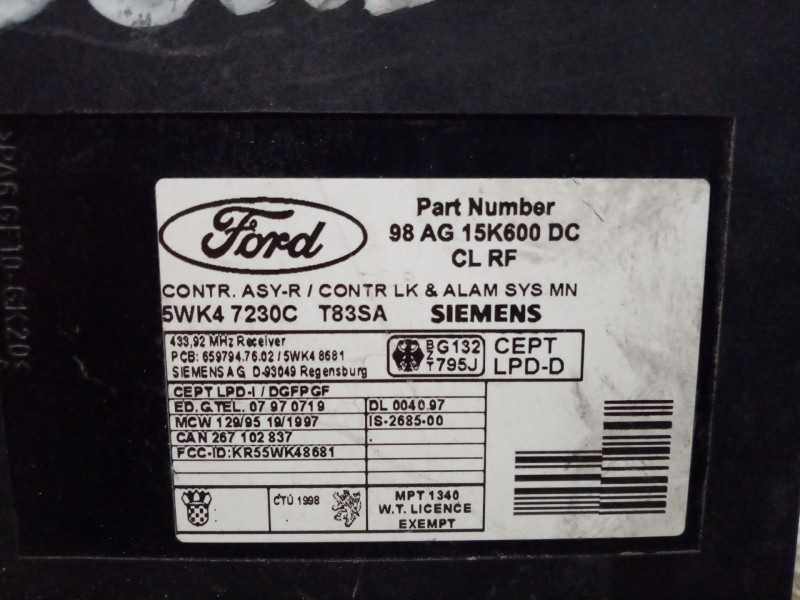 Ford
Part Number
98 AG 15K600 DC
CL RF
CONTR. ASY-R / CONTR LK & ALAM SYS MN
5WK4 7230C T83SA SIEMENS
433,92 MHz Receiver
PCB: 659794.76.02 / 5WK4 8681
SIEMENS AG D-93049 Regensburg
BZT
G132
795J
CEPT
LPD-D
CEPT LPD-I / DGFPGF
ED.G.TEL. 07 97 0719 DL 0040.97
MCW 129/95 19/1997 IS-2685-00
CAN 267 102 837
FCC-ID:KR55WK48681
CTÚ 1998
MPT 1340
W.T. LICENCE
EXEMPT